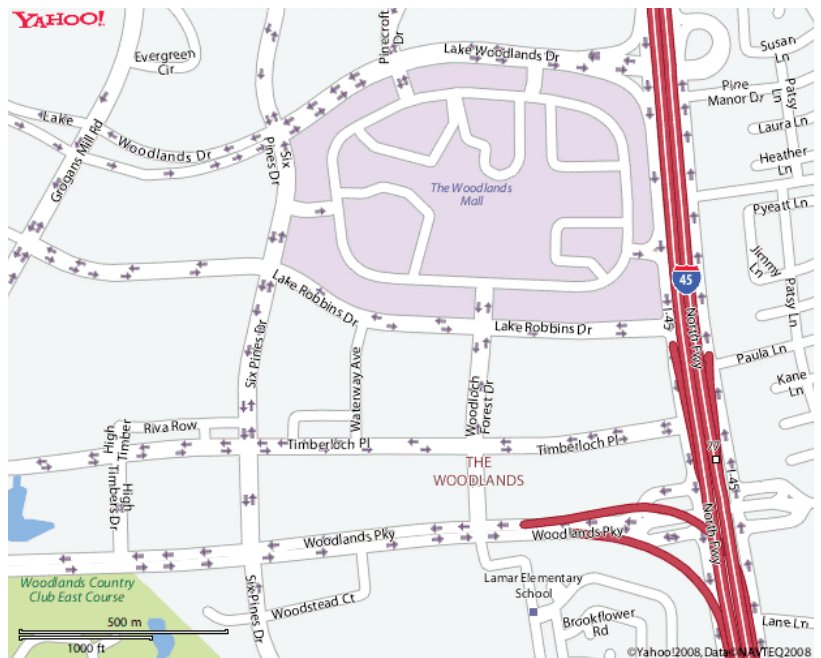 YAHOO!
Pinecroft
Dr
Lake Woodlands Dr
Susan
Ln
Evergreen
Cir
Pine
Manor Dr
Patsy
Ln
Lake
Woodlands Dr
Grogans Mill Rd
Six
Pines Dr
Laura Ln
Heather
Ln
The Woodlands
Mall
Pyeatt Ln
Jimmy
Ln
45
Lake Robbins Dr
Patsy Ln
I-45
North Fwy
Lake Robbins Dr
Six Pines Dr
Waterway Ave
Woodloch
Forest Dr
Paula Ln
Kane
Ln
Riva Row
High
Timber
Timberloch Pl
Timberloch Pl
77
I-45
THE
WOODLANDS
High
Timbers Dr
Woodlands Pky
Woodlands Pky
North Fwy
Woodlands Country
Club East Course
Six Pines Dr
Woodstead Ct
Lamar Elementary
School
Brookflower
Rd
Lane Ln
500 m
1000 ft
©Yahoo!2008, Data©NAVTEQ2008